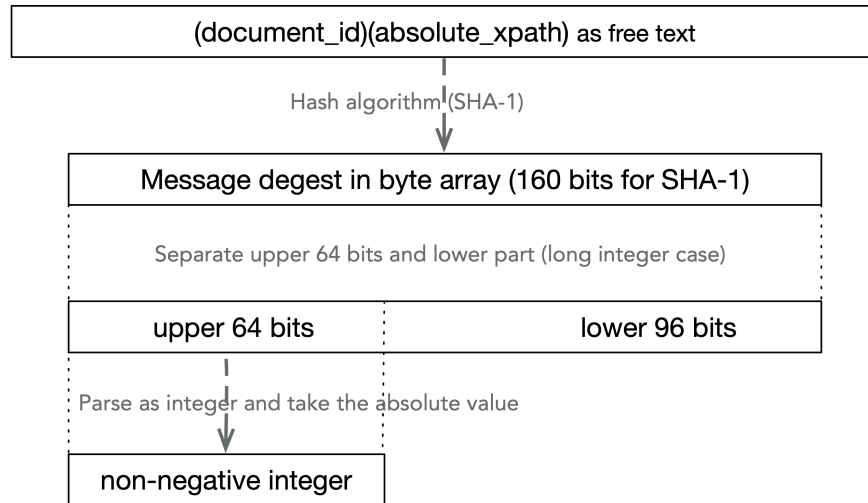 (document_id)(absolute_xpath) as free text
Hash algorithm (SHA-1)
Message degest in byte array (160 bits for SHA-1)
Separate upper 64 bits and lower part (long integer case)
upper 64 bits
lower 96 bits
Parse as integer and take the absolute value
non-negative integer